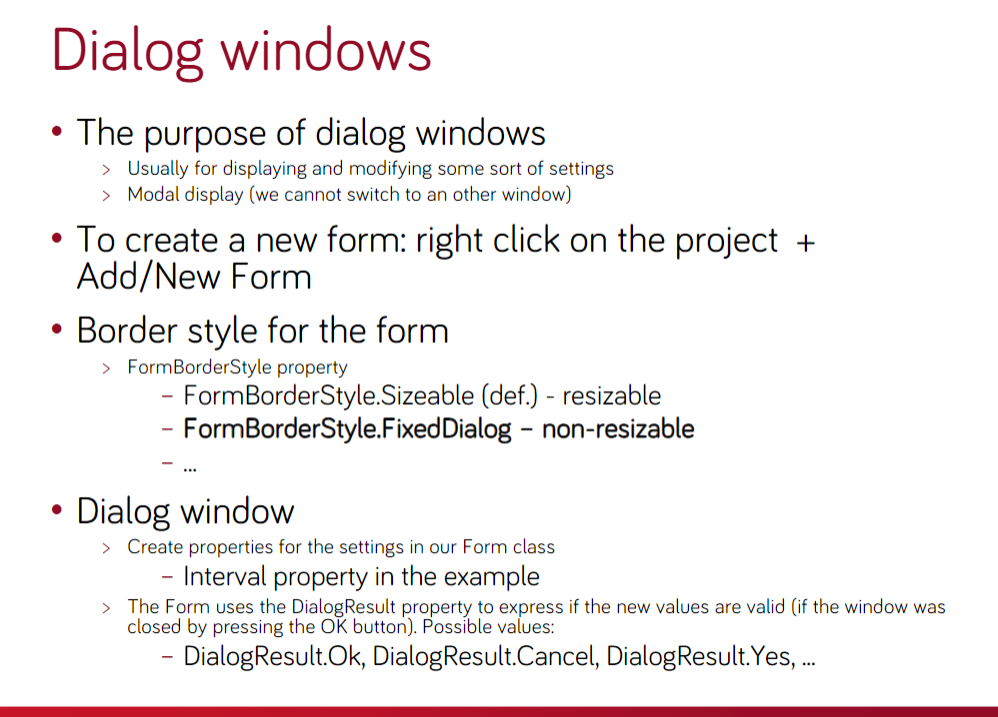 Dialog windows
• The purpose of dialog windows
> Usually for displaying and modifying some sort of settings
> Modal display (we cannot switch to an other window)
• To create a new form: right click on the project +
Add/New Form
• Border style for the form
> FormBorderStyle property
– FormBorderStyle.Sizeable (def.) - resizable
– FormBorderStyle.FixedDialog – non-resizable
– ...
• Dialog window
> Create properties for the settings in our Form class
– Interval property in the example
> The Form uses the DialogResult property to express if the new values are valid (if the window was
closed by pressing the OK button). Possible values:
– DialogResult.Ok, DialogResult.Cancel, DialogResult.Yes, ...